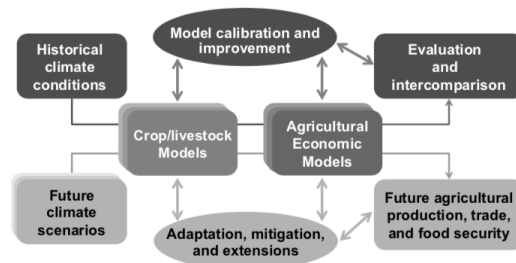 Historical
climate
conditions
Model calibration and
improvement
Evaluation
and
intercomparison
Crop/livestock
Models
Agricultural
Economic
Models
Future
climate
scenarios
Adaptation, mitigation,
and extensions
Future agricultural
production, trade,
and food security